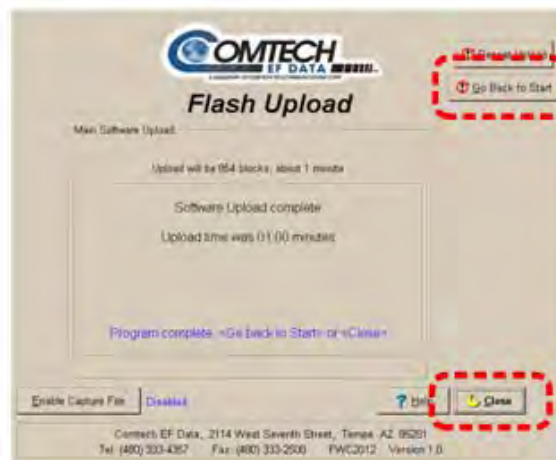 COMTECH
EF DATA
Flash Upload
Go Back to Start
Main Software Upload
Upload will be 854 blocks, about 1 minute
Software Upload complete
Upload time was 01:00 minutes
Program complete. <Go back to Start> or <Close>
Enable Capture File
Disabled
? Help
Close
Comtech EF Data, 2114 West Seventh Street, Tempe AZ 85281
Tel: (480) 333-4357 Fax: (480) 333-2500 FWC2012 Version 1.0